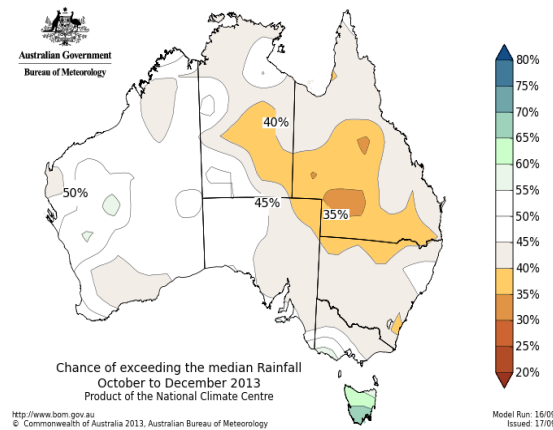 Australian Government
Bureau of Meteorology
80%
75%
70%
65%
60%
55%
50%
45%
40%
35%
30%
25%
20%
40%
50%
45%
35%
Chance of exceeding the median Rainfall
October to December 2013
Product of the National Climate Centre
http://www.bom.gov.au
© Commonwealth of Australia 2013, Australian Bureau of Meteorology
Model Run: 16/09
Issued: 17/09